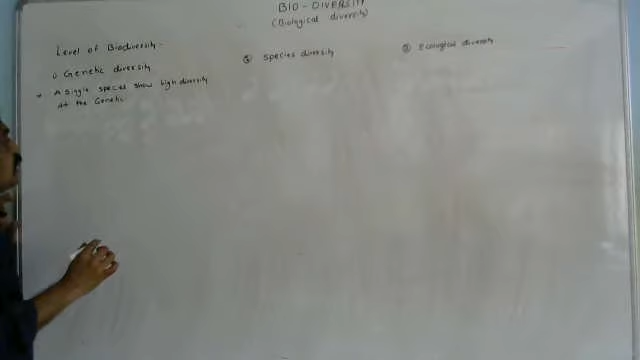 BIO - DIVERSITY
(Biological diversity)
Level of Biodiversity:
① Genetic diversity
② Species diversity
③ Ecological diversity
* A single species show high diversity
at the Genetic